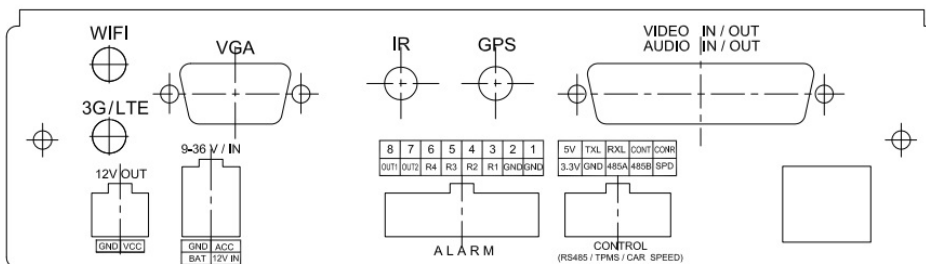 WIFI
VGA
IR
GPS
VIDEO IN / OUT
AUDIO IN / OUT
3G/LTE
9-36 V / IN
12V OUT
GND VCC
GND ACC
BAT 12V IN
8 7 6 5 4 3 2 1
OUT1 OUT2 R4 R3 R2 R1 GND GND
ALARM
5V TXL RXL CONT CONR
3.3V GND 485A 485B SPD
CONTROL
(RS485 / TPMS / CAR SPEED)